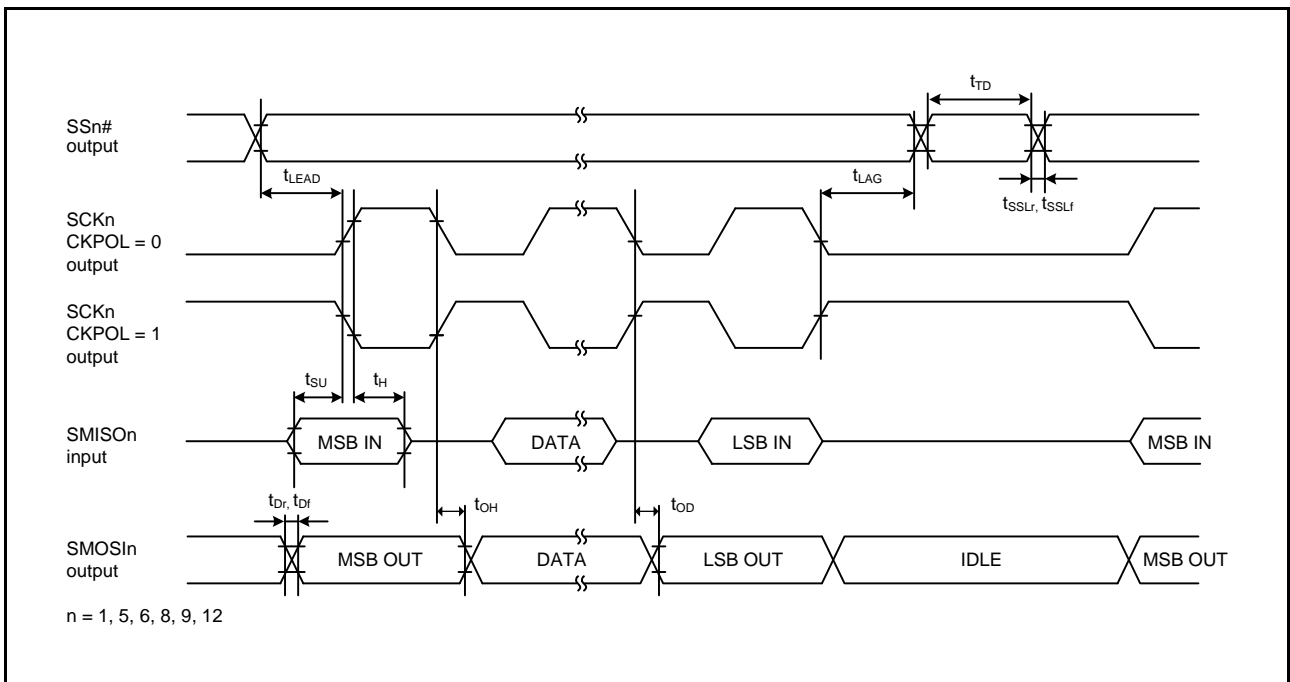 tTD
SSn#
output
tLEAD
tLAG
tSSLr, tSSLf
SCKn
CKPOL = 0
output
SCKn
CKPOL = 1
output
tSU
tH
SMISOn
input
MSB IN
DATA
LSB IN
MSB IN
tDr, tDf
tOH
tOD
SMOSIn
output
MSB OUT
DATA
LSB OUT
IDLE
MSB OUT
n = 1, 5, 6, 8, 9, 12